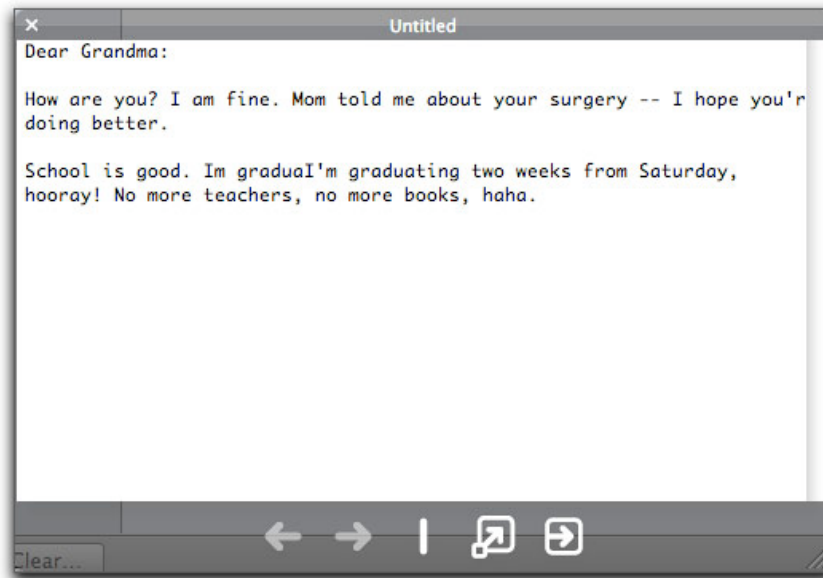 Untitled
Dear Grandma:
How are you? I am fine. Mom told me about your surgery -- I hope you'r
doing better.
School is good. Im graduaI'm graduating two weeks from Saturday,
hooray! No more teachers, no more books, haha.
Clear...